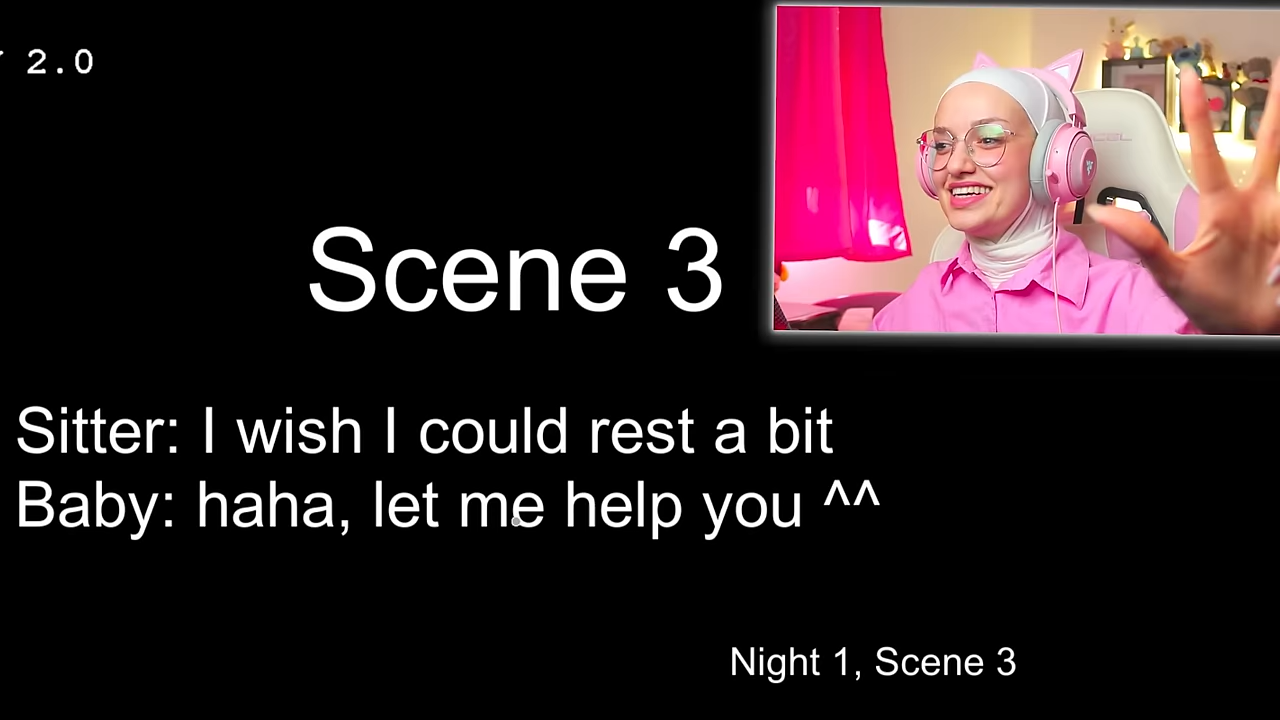 2.0
Scene 3
Sitter: I wish I could rest a bit
Baby: haha, let me help you ^^
Night 1, Scene 3